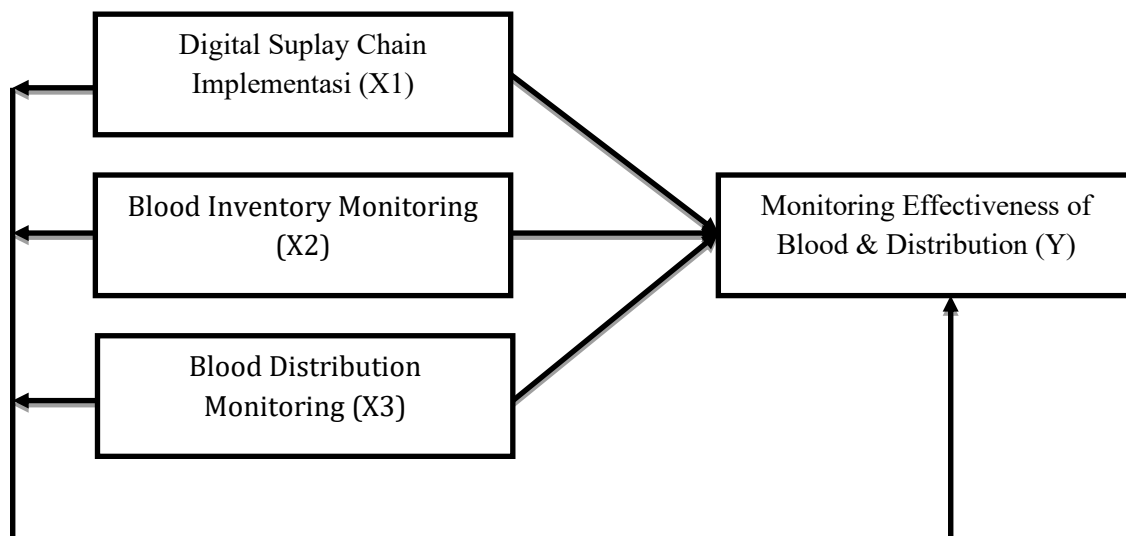 Digital Suplay Chain
Implementasi (X1)
Blood Inventory Monitoring
(X2)
Blood Distribution
Monitoring (X3)
Monitoring Effectiveness of
Blood & Distribution (Y)